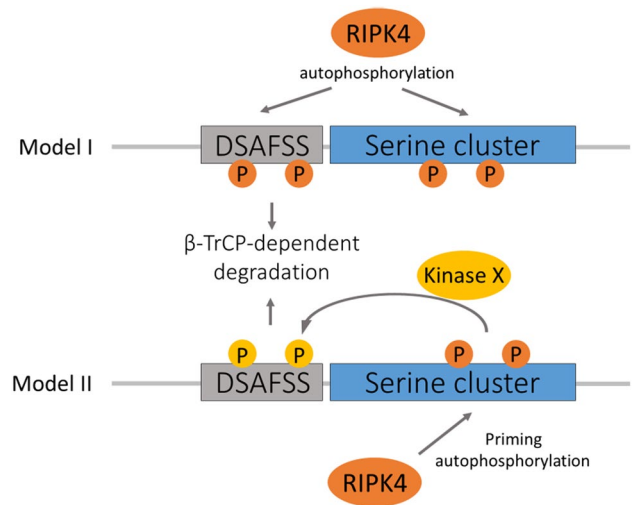 RIPK4
autophosphorylation
Model I
DSAFSS
Serine cluster
P
P
P
P
β-TrCP-dependent
degradation
Kinase X
P
P
P
P
Model II
DSAFSS
Serine cluster
Priming
autophosphorylation
RIPK4